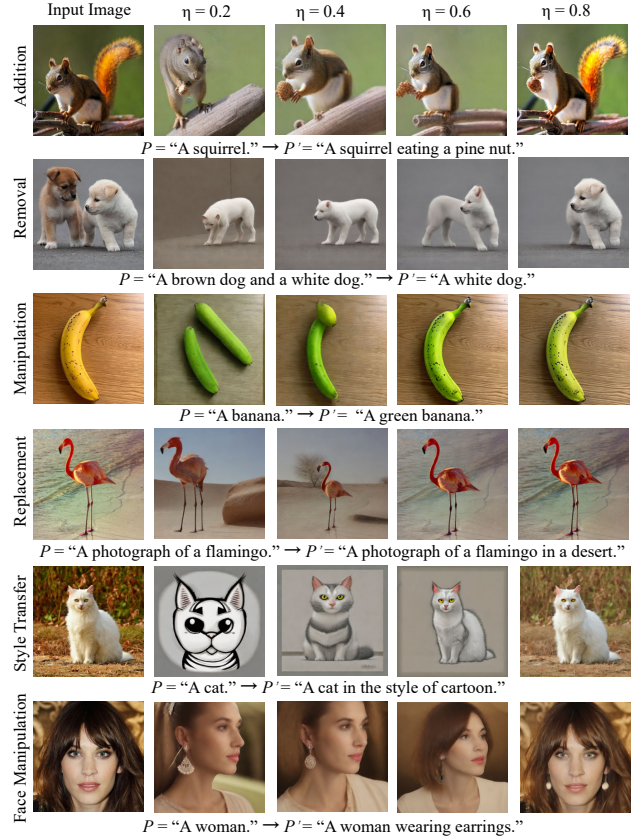 Input Image η = 0.2 η = 0.4 η = 0.6 η = 0.8
Addition
P = “A squirrel.” → P ′= “A squirrel eating a pine nut.”
Removal
P = “A brown dog and a white dog.” → P ′= “A white dog.”
Manipulation
P = “A banana.” → P ′= “A green banana.”
Replacement
P = “A photograph of a flamingo.” → P ′= “A photograph of a flamingo in a desert.”
Style Transfer
P = “A cat.” → P ′= “A cat in the style of cartoon.”
Face Manipulation
P = “A woman.” → P ′= “A woman wearing earrings.”